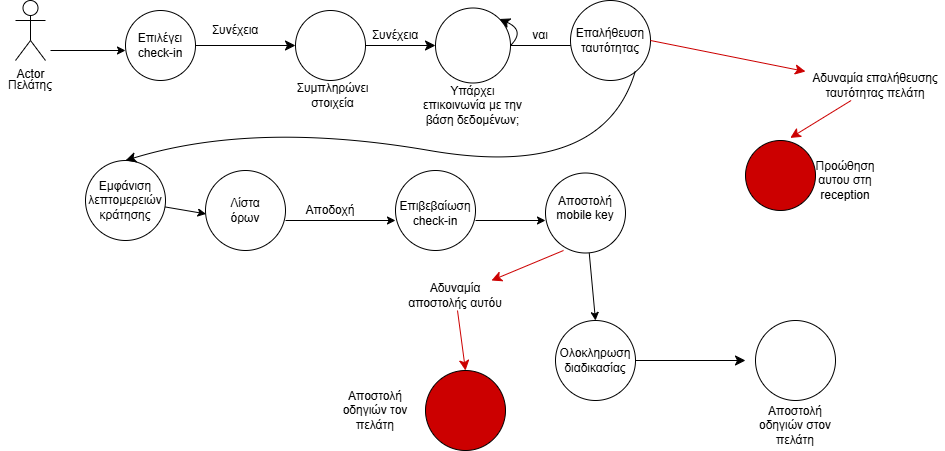 Actor
Πελάτης
Επιλέγει
check-in
Συνέχεια
Συμπληρώνει
στοιχεία
Συνέχεια
Υπάρχει
επικοινωνία με την
βάση δεδομένων;
ναι
Επαλήθευση
ταυτότητας
Αδυναμία επαλήθευσης
ταυτότητας πελάτη
Προώθηση
αυτου στη
reception
Εμφάνιση
λεπτομερειών
κράτησης
Λίστα
όρων
Αποδοχή
Επιβεβαίωση
check-in
Αποστολή
mobile key
Αδυναμία
αποστολής αυτόυ
Αποστολή
οδηγιών τον
πελάτη
Ολοκληρωση
διαδικασίας
Αποστολή
οδηγιών στον
πελάτη